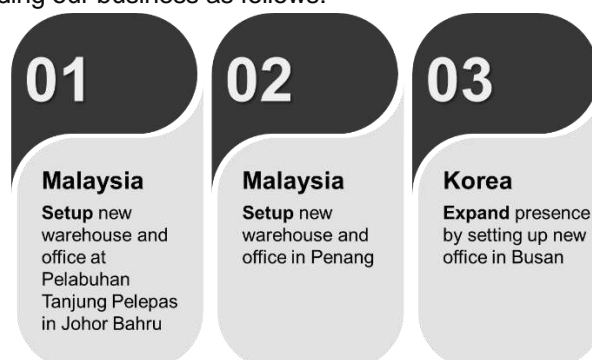 our business as follows:
01
Malaysia
Setup new
warehouse and
office at
Pelabuhan
Tanjung Pelepas
in Johor Bahru
02
Malaysia
Setup new
warehouse and
office in Penang
03
Korea
Expand presence
by setting up new
office in Busan